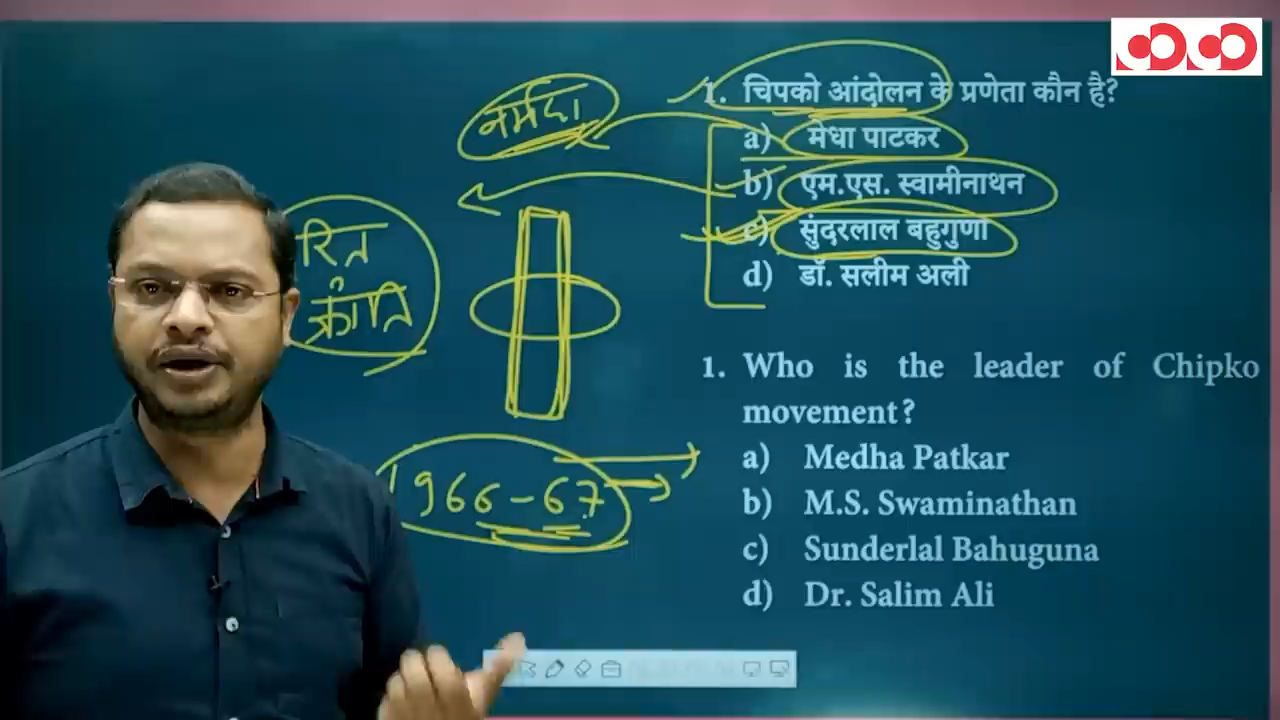 1. चिपको आंदोलन के प्रणेता कौन है?
a) मेधा पाटकर
b) एम.एस. स्वामीनाथन
c) सुंदरलाल बहुगुणा
d) डॉ. सलीम अली
1. Who is the leader of Chipko
movement?
a) Medha Patkar
b) M.S. Swaminathan
c) Sunderlal Bahuguna
d) Dr. Salim Ali
नर्मदा
रित
क्रांति
1966-67